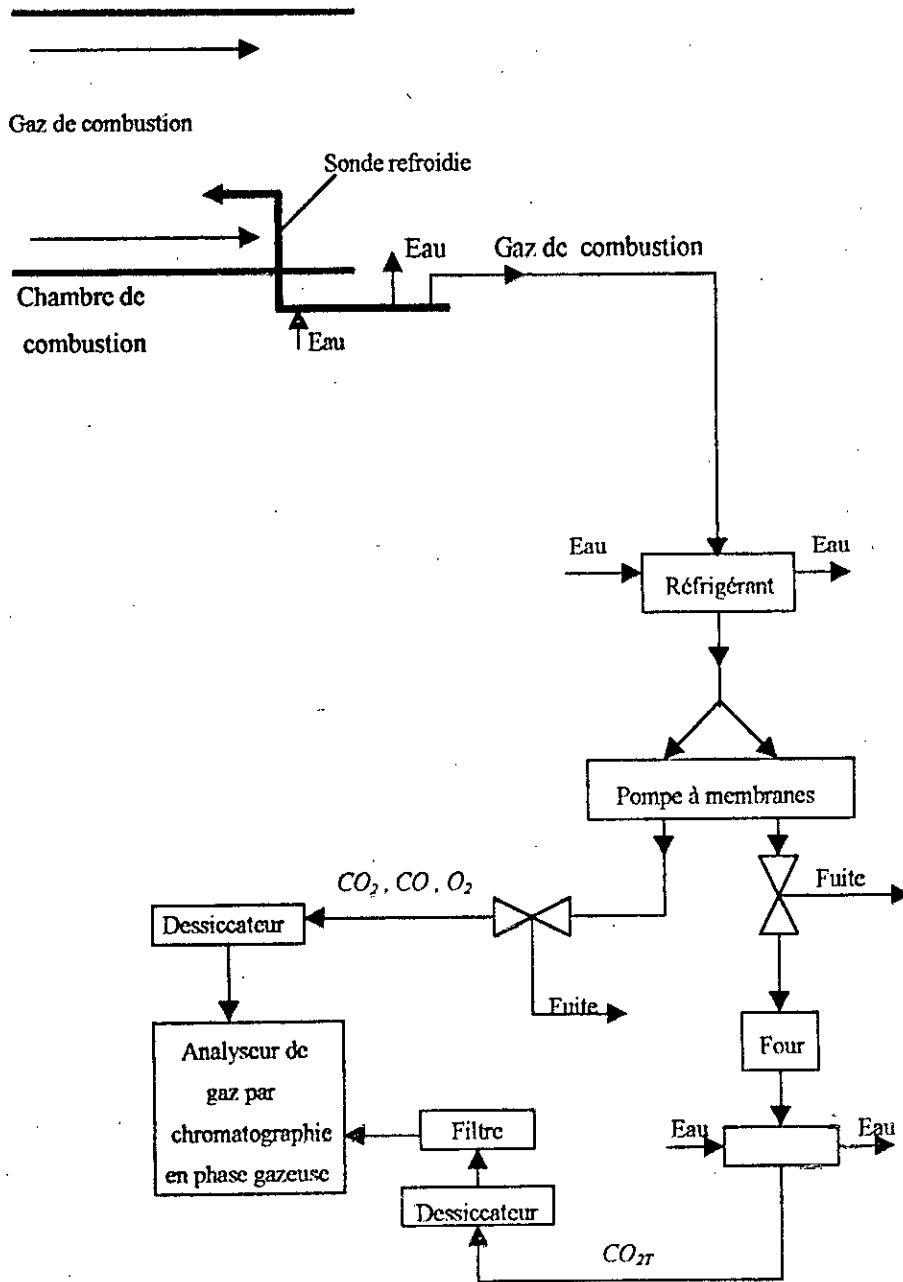 Gaz de combustion
Sonde refroidie
Eau
Gaz de combustion
Chambre de
combustion
Eau
Eau
Eau
Réfrigérant
Pompe à membranes
CO₂ , CO , O₂
Fuite
Dessiccateur
Fuite
Analyseur de
gaz par
chromatographie
en phase gazeuse
Four
Filtre
Eau
Eau
Dessiccateur
CO₂T